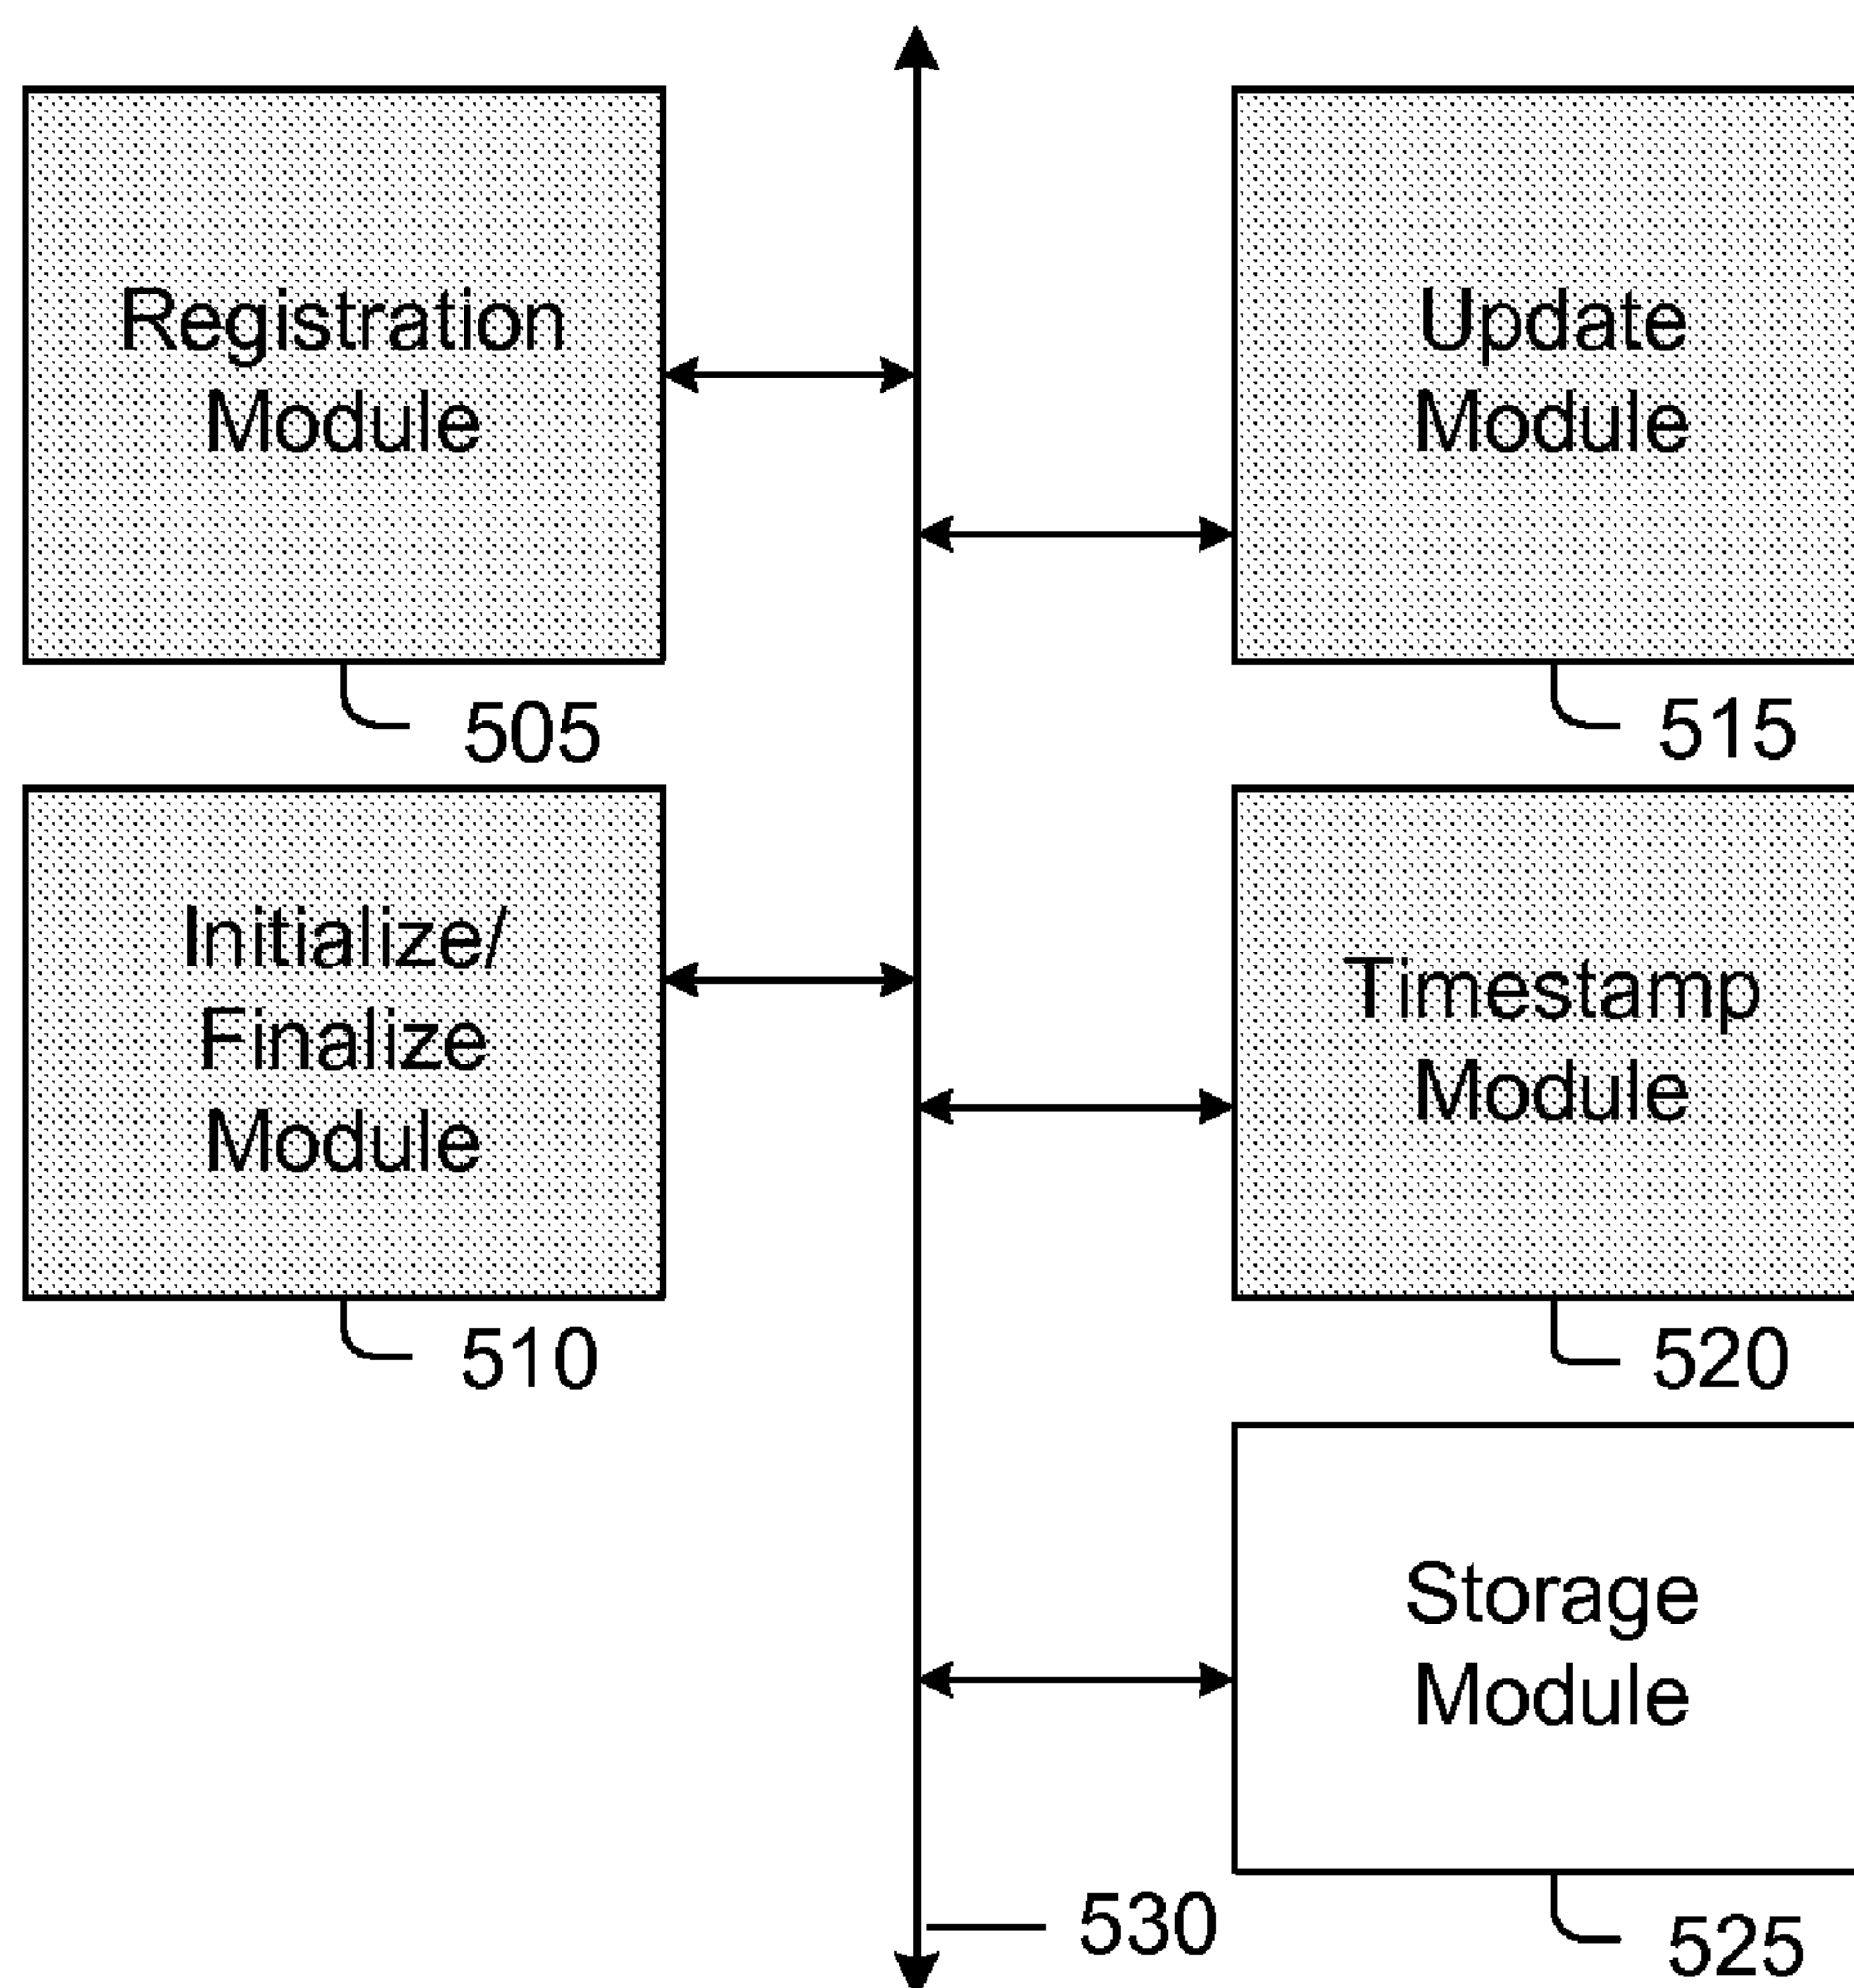 Registration
Module
505
Update
Module
515
Initialize/
Finalize
Module
510
Timestamp
Module
520
Storage
Module
525
530